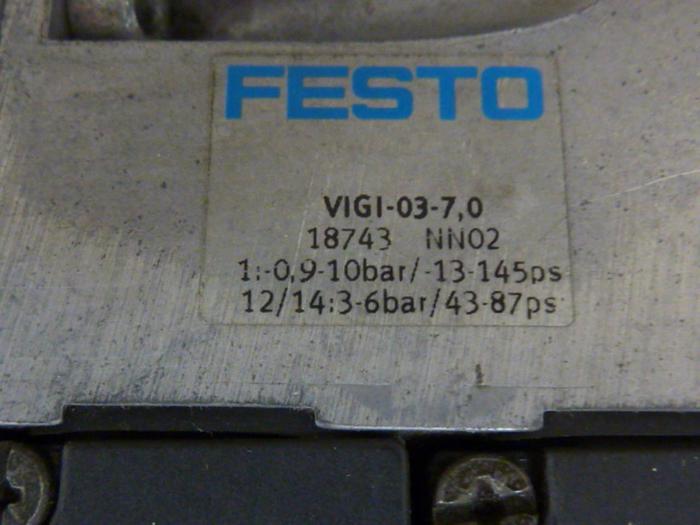 FESTO
VIGI-03-7,0
18743 NN02
1:-0,9-10bar/-13-145ps
12/14:3-6bar/43-87ps